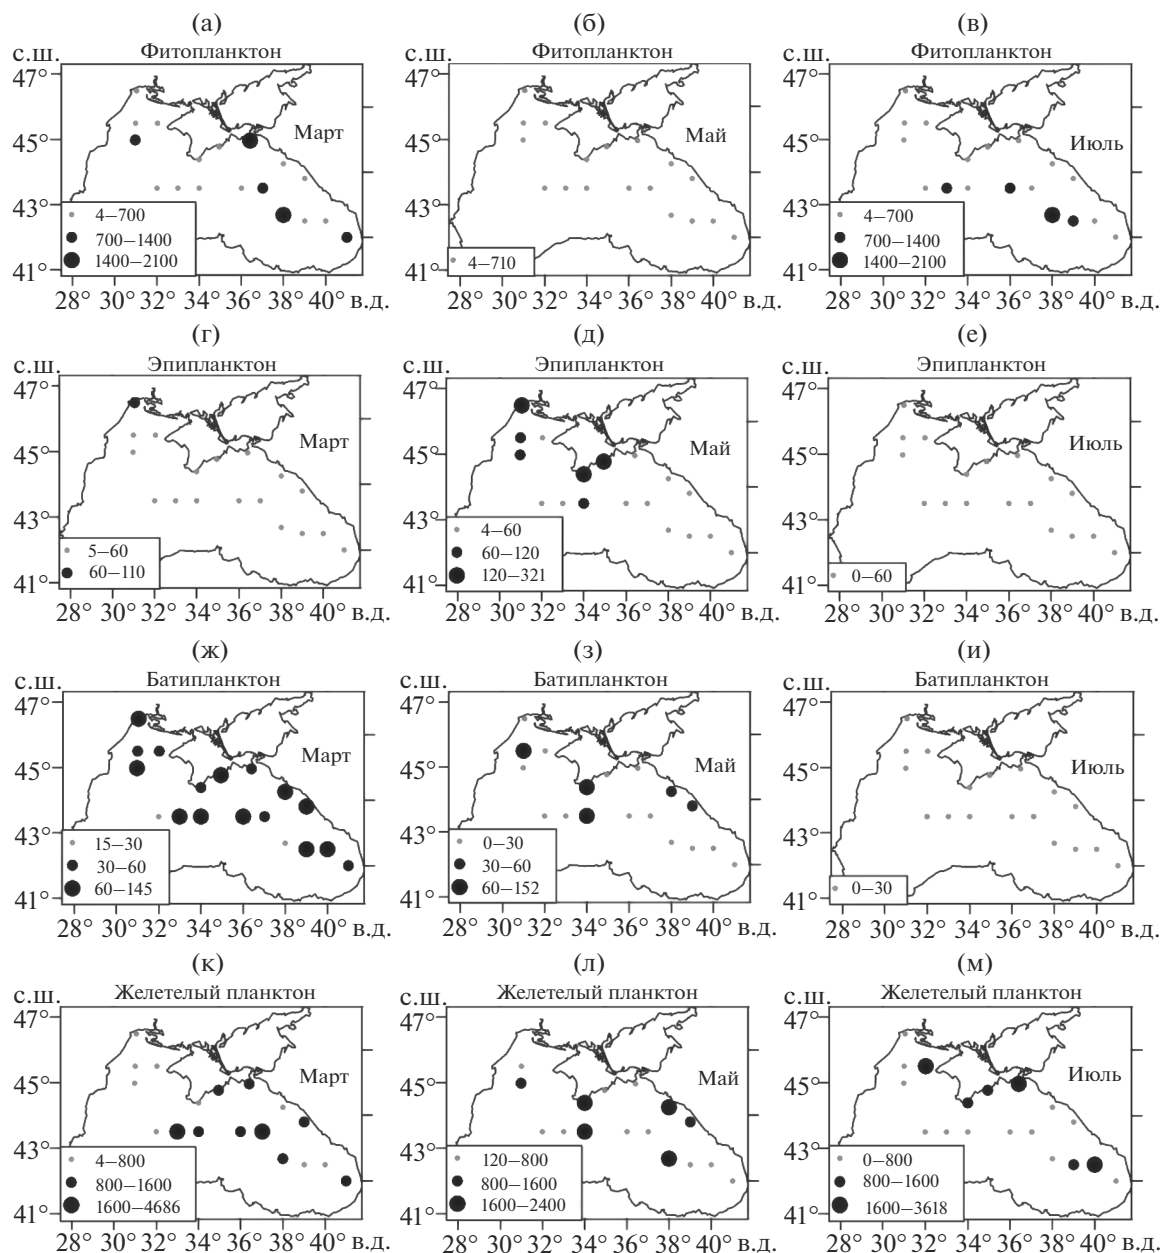 (а) (б) (в)
с.ш. Фитопланктон с.ш. Фитопланктон с.ш. Фитопланктон
47° 47° 47°
Март Май Июль
45° 45° 45°
43° 43° 43°
4–700 4–700
700–1400 4–710 700–1400
1400–2100 1400–2100
41° 41° 41°
28° 30° 32° 34° 36° 38° 40° в.д. 28° 30° 32° 34° 36° 38° 40° в.д. 28° 30° 32° 34° 36° 38° 40° в.д.
(г) (д) (е)
с.ш. Эпипланктон с.ш. Эпипланктон с.ш. Эпипланктон
47° 47° 47°
Март Май Июль
45° 45° 45°
43° 43° 43°
5–60 4–60
60–110 60–120 0–60
120–321
41° 41° 41°
28° 30° 32° 34° 36° 38° 40° в.д. 28° 30° 32° 34° 36° 38° 40° в.д. 28° 30° 32° 34° 36° 38° 40° в.д.
(ж) (з) (и)
с.ш. Батипланктон с.ш. Батипланктон с.ш. Батипланктон
47° 47° 47°
Март Май Июль
45° 45° 45°
43° 43° 43°
15–30 0–30
30–60 30–60 0–30
60–145 60–152
41° 41° 41°
28° 30° 32° 34° 36° 38° 40° в.д. 28° 30° 32° 34° 36° 38° 40° в.д. 28° 30° 32° 34° 36° 38° 40° в.д.
(к) (л) (м)
с.ш. Желетелый планктон с.ш. Желетелый планктон с.ш. Желетелый планктон
47° 47° 47°
Март Май Июль
45° 45° 45°
43° 43° 43°
4–800 120–800 0–800
800–1600 800–1600 800–1600
1600–4686 1600–2400 1600–3618
41° 41° 41°
28° 30° 32° 34° 36° 38° 40° в.д. 28° 30° 32° 34° 36° 38° 40° в.д. 28° 30° 32° 34° 36° 38° 40° в.д.